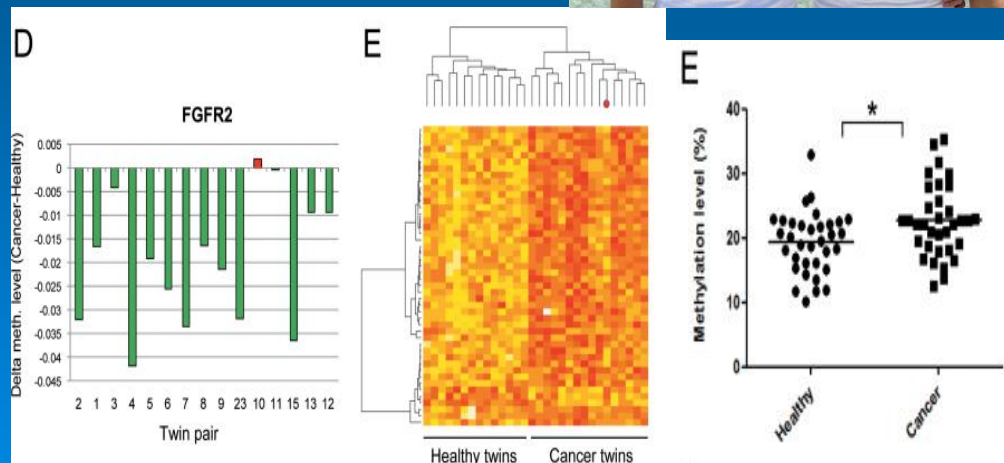 D
FGFR2
Delta meth. level (Cancer-Healthy)
0.005
0
-0.005
-0.01
-0.015
-0.02
-0.025
-0.03
-0.035
-0.04
-0.045
2 1 3 4 5 6 7 8 9 23 10 11 15 13 12
Twin pair
E
Healthy twins Cancer twins
E
*
Methylation level (%)
40
30
20
10
0
Healthy
Cancer